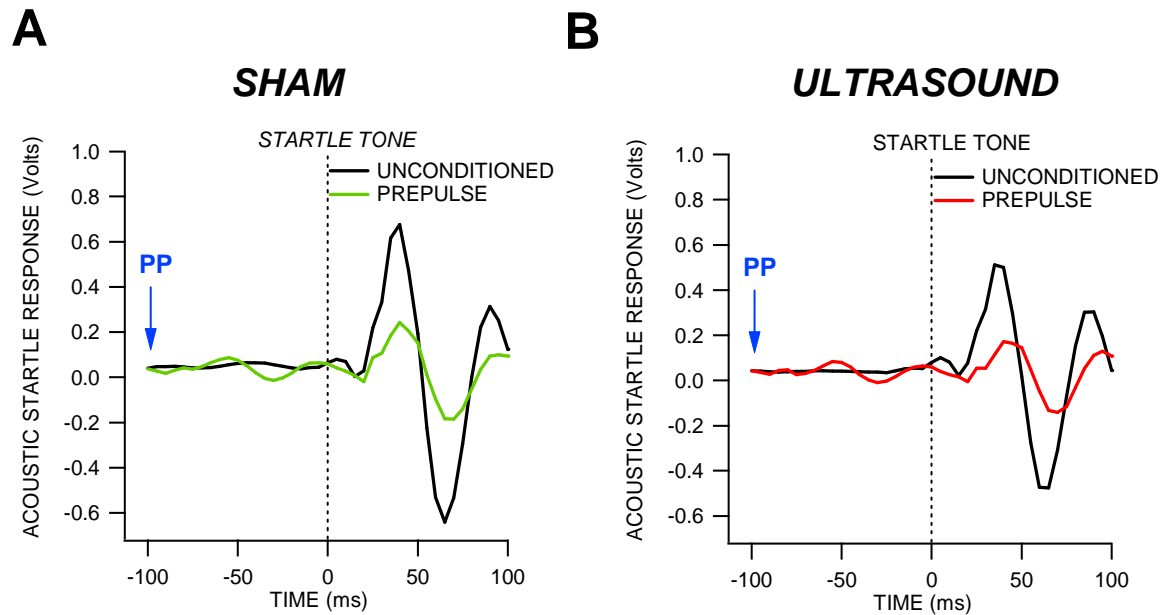 A
SHAM
STARTLE TONE
UNCONDITIONED
PREPULSE
PP
ACOUSTIC STARTLE RESPONSE (Volts)
1.0
0.8
0.6
0.4
0.2
0.0
-0.2
-0.4
-0.6
-100
-50
0
50
100
TIME (ms)
B
ULTRASOUND
STARTLE TONE
UNCONDITIONED
PREPULSE
PP
ACOUSTIC STARTLE RESPONSE (Volts)
1.0
0.8
0.6
0.4
0.2
0.0
-0.2
-0.4
-0.6
-100
-50
0
50
100
TIME (ms)